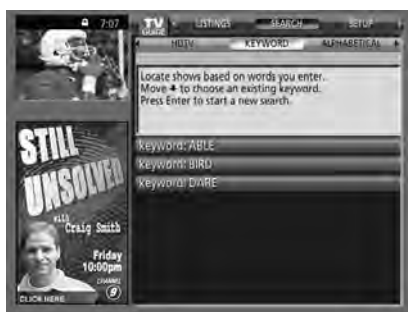 7:07
TV GUIDE
LISTINGS
SEARCH
SETUP
HDTV
KEYWORD
ALPHABETICAL
Locate shows based on words you enter.
Move to choose an existing keyword.
Press Enter to start a new search.
keyword: ABLE
keyword: BIRD
keyword: DARE
STILL
UNSOLVED
with
Craig Smith
Friday
10:00pm
CHANNEL
9
CLICK HERE